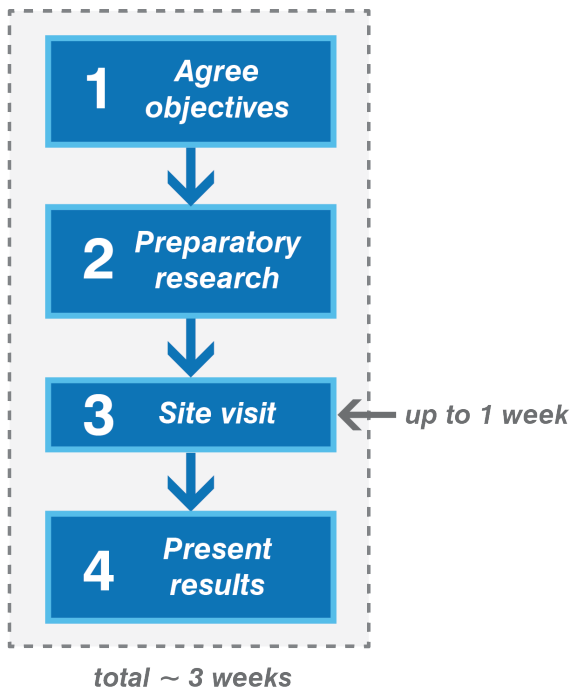 1
Agree
objectives
2
Preparatory
research
3
Site visit
up to 1 week
4
Present
results
total ~ 3 weeks